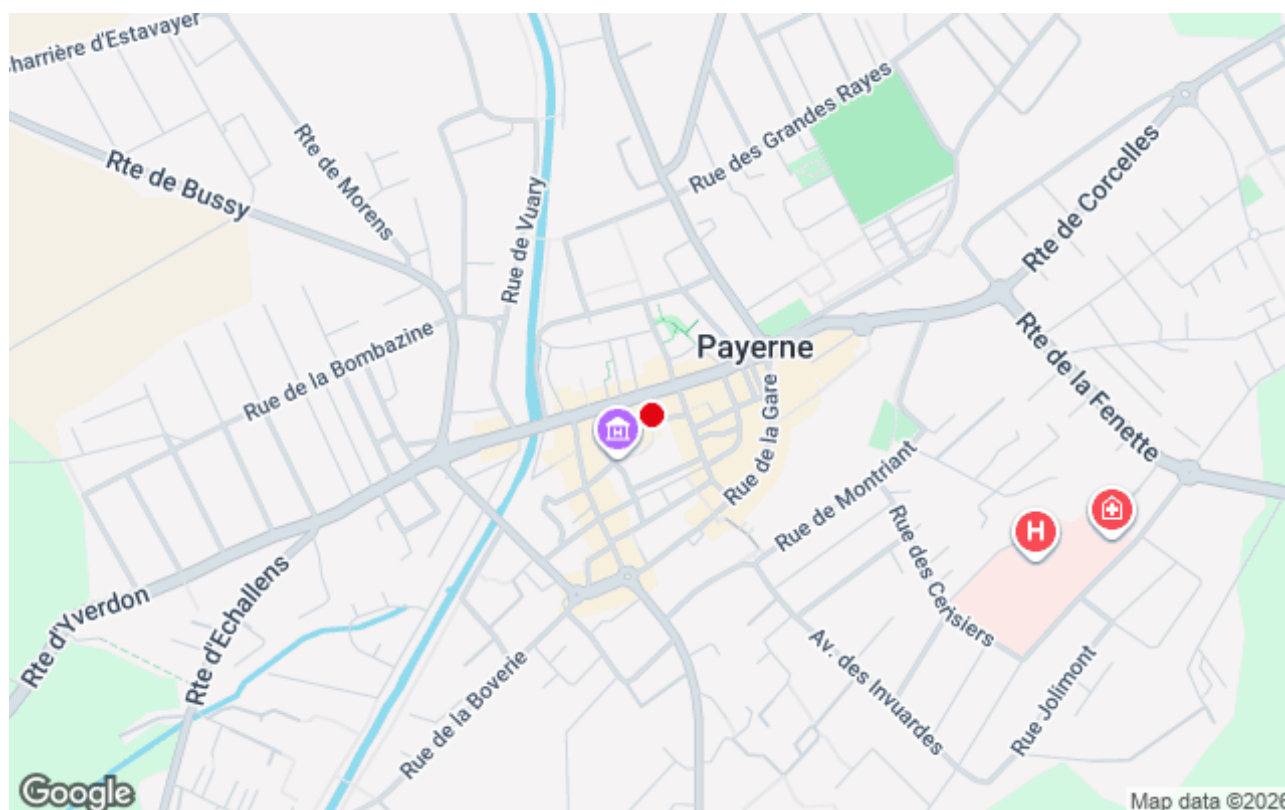 Charrière d'Estavayer
Rue des Grandes Rayes
Rte de Morens
Rte de Bussy
Rue de Vuary
Rte de Corcelles
Payerne
Rue de la Bombazine
Rte de la Fenette
Rue de la Gare
Rue de Montriant
H
Rue des Cerisiers
Rte d'Yverdon
Rte d'Echallens
Av. des Invuardes
Rue Jolimont
Rue de la Boverie
Google
Map data ©2026